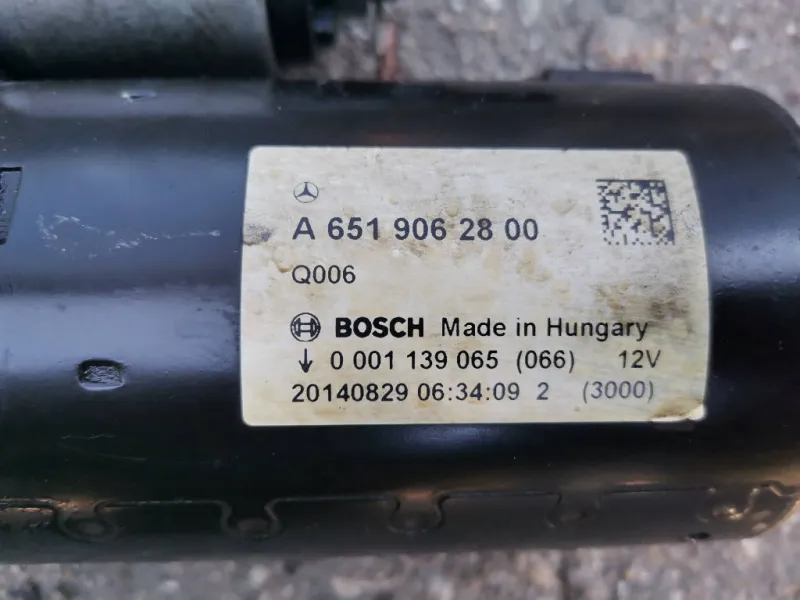 A 651 906 28 00
Q006
BOSCH Made in Hungary
↓ 0 001 139 065 (066) 12V
20140829 06:34:09 2 (3000)